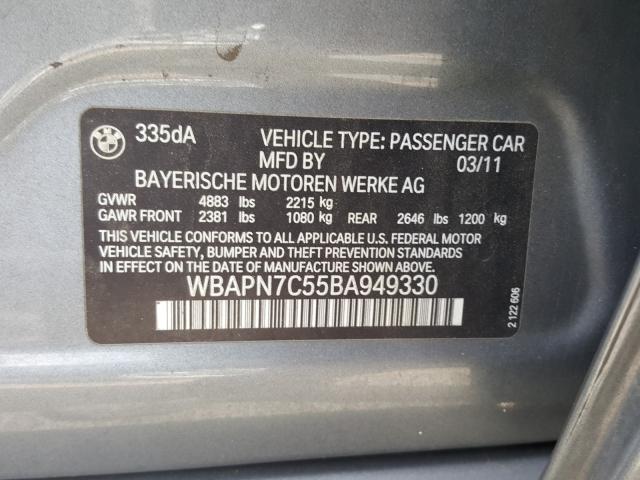 BMW
335dA VEHICLE TYPE: PASSENGER CAR
MFD BY 03/11
BAYERISCHE MOTOREN WERKE AG
GVWR 4883 lbs 2215 kg
GAWR FRONT 2381 lbs 1080 kg REAR 2646 lbs 1200 kg
THIS VEHICLE CONFORMS TO ALL APPLICABLE U.S. FEDERAL MOTOR
VEHICLE SAFETY, BUMPER AND THEFT PREVENTION STANDARDS
IN EFFECT ON THE DATE OF MANUFACTURE SHOWN ABOVE.
WBAPN7C55BA949330
2 122 606